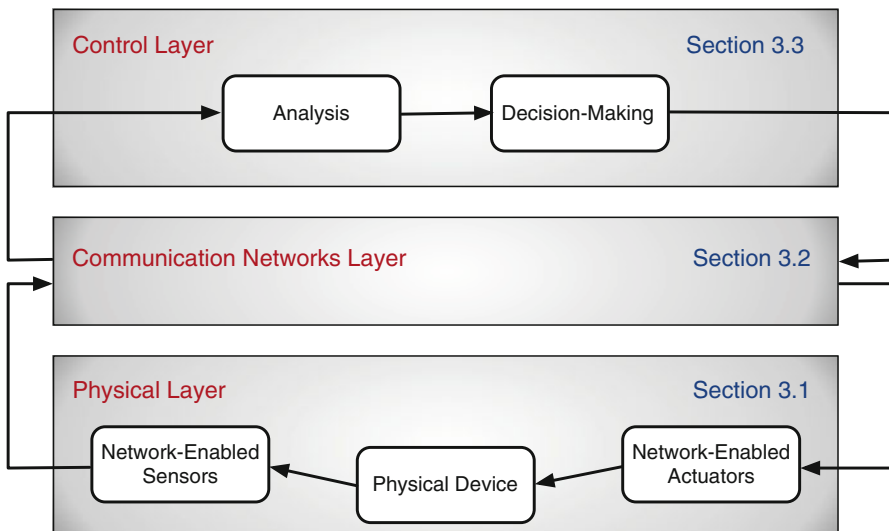 Control Layer
Section 3.3
Analysis
Decision-Making
Communication Networks Layer
Section 3.2
Physical Layer
Section 3.1
Network-Enabled
Sensors
Physical Device
Network-Enabled
Actuators